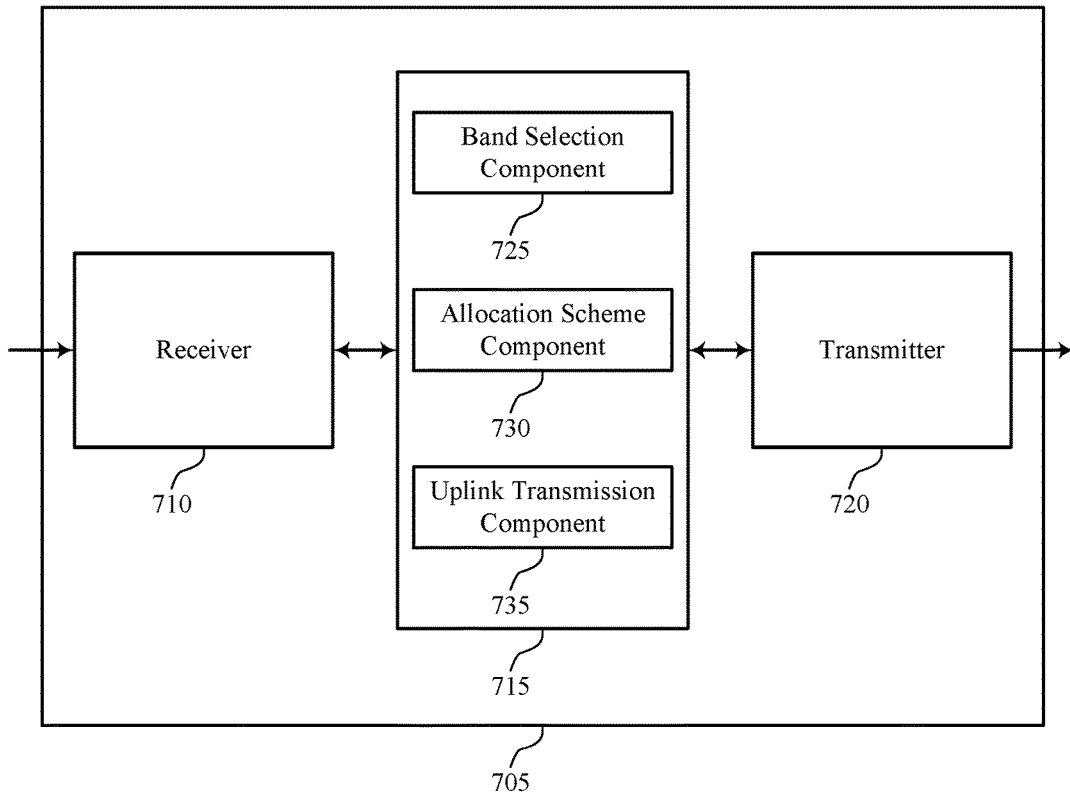 Band Selection
Component
725
Receiver
710
Allocation Scheme
Component
730
Uplink Transmission
Component
735
715
Transmitter
720
705